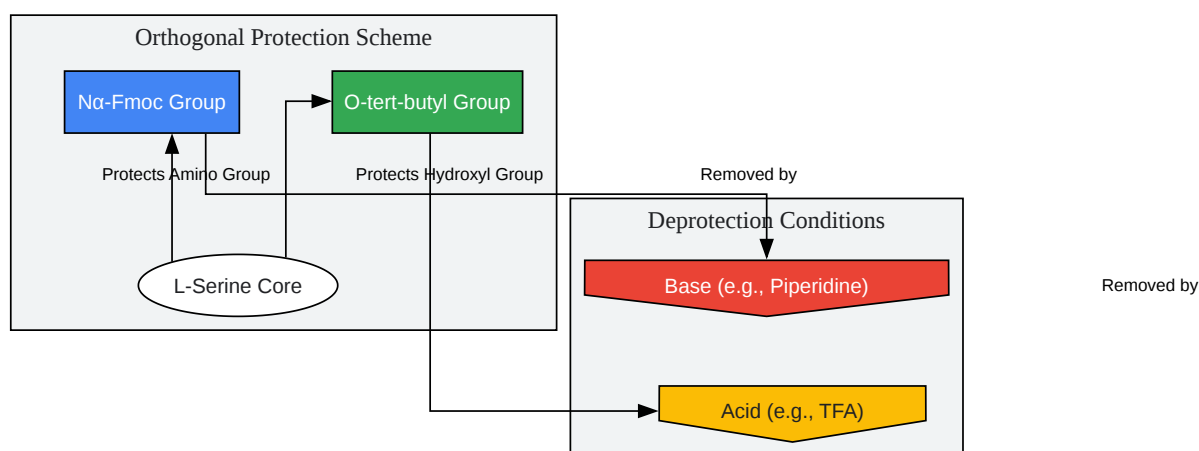 Orthogonal Protection Scheme
Nα-Fmoc Group
O-tert-butyl Group
Protects Amino Group
Protects Hydroxyl Group
Removed by
Deprotection Conditions
L-Serine Core
Base (e.g., Piperidine)
Removed by
Acid (e.g., TFA)